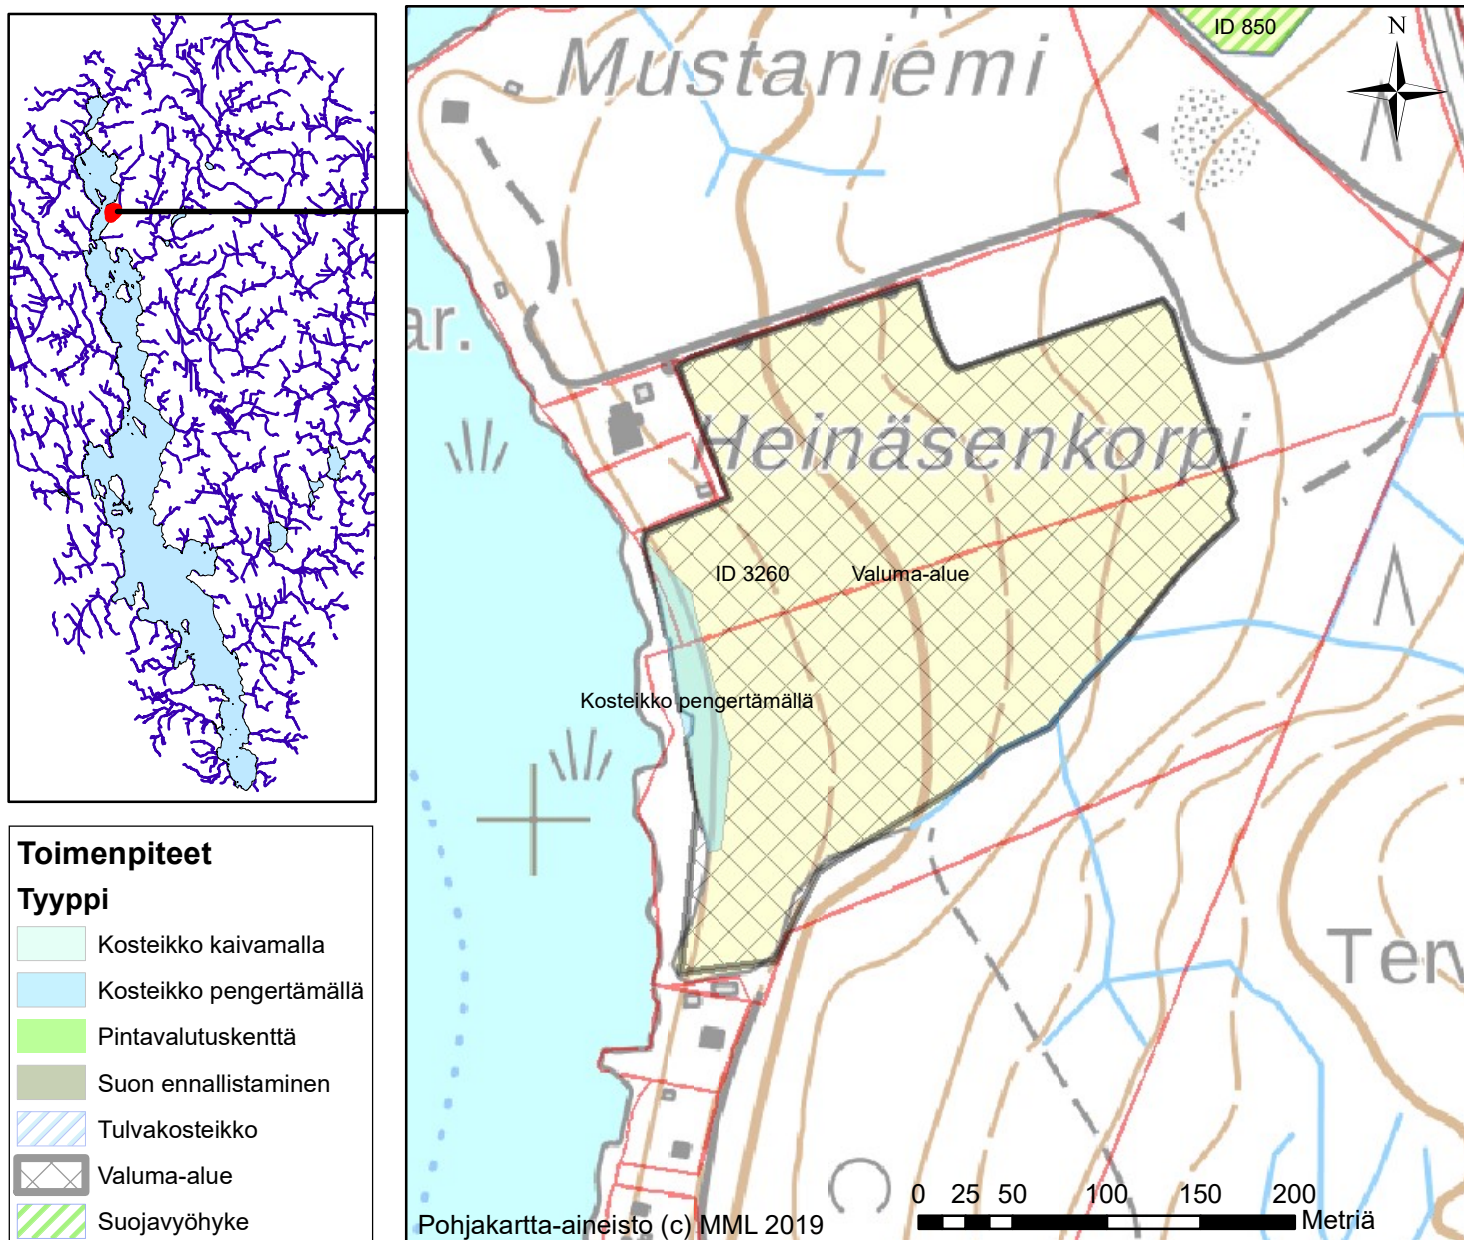 ID 850
N
Mustaniemi
ar.
Heinäsenkorpi
ID 3260
Valuma-alue
Kosteikko pengertämällä
Terv
Toimenpiteet
Tyyppi
Kosteikko kaivamalla
Kosteikko pengertämällä
Pintavalutuskenttä
Suon ennallistaminen
Tulvakosteikko
Valuma-alue
Suojavyöhyke
0 25 50 100 150 200
Metriä
Pohjakartta-aineisto (c) MML 2019